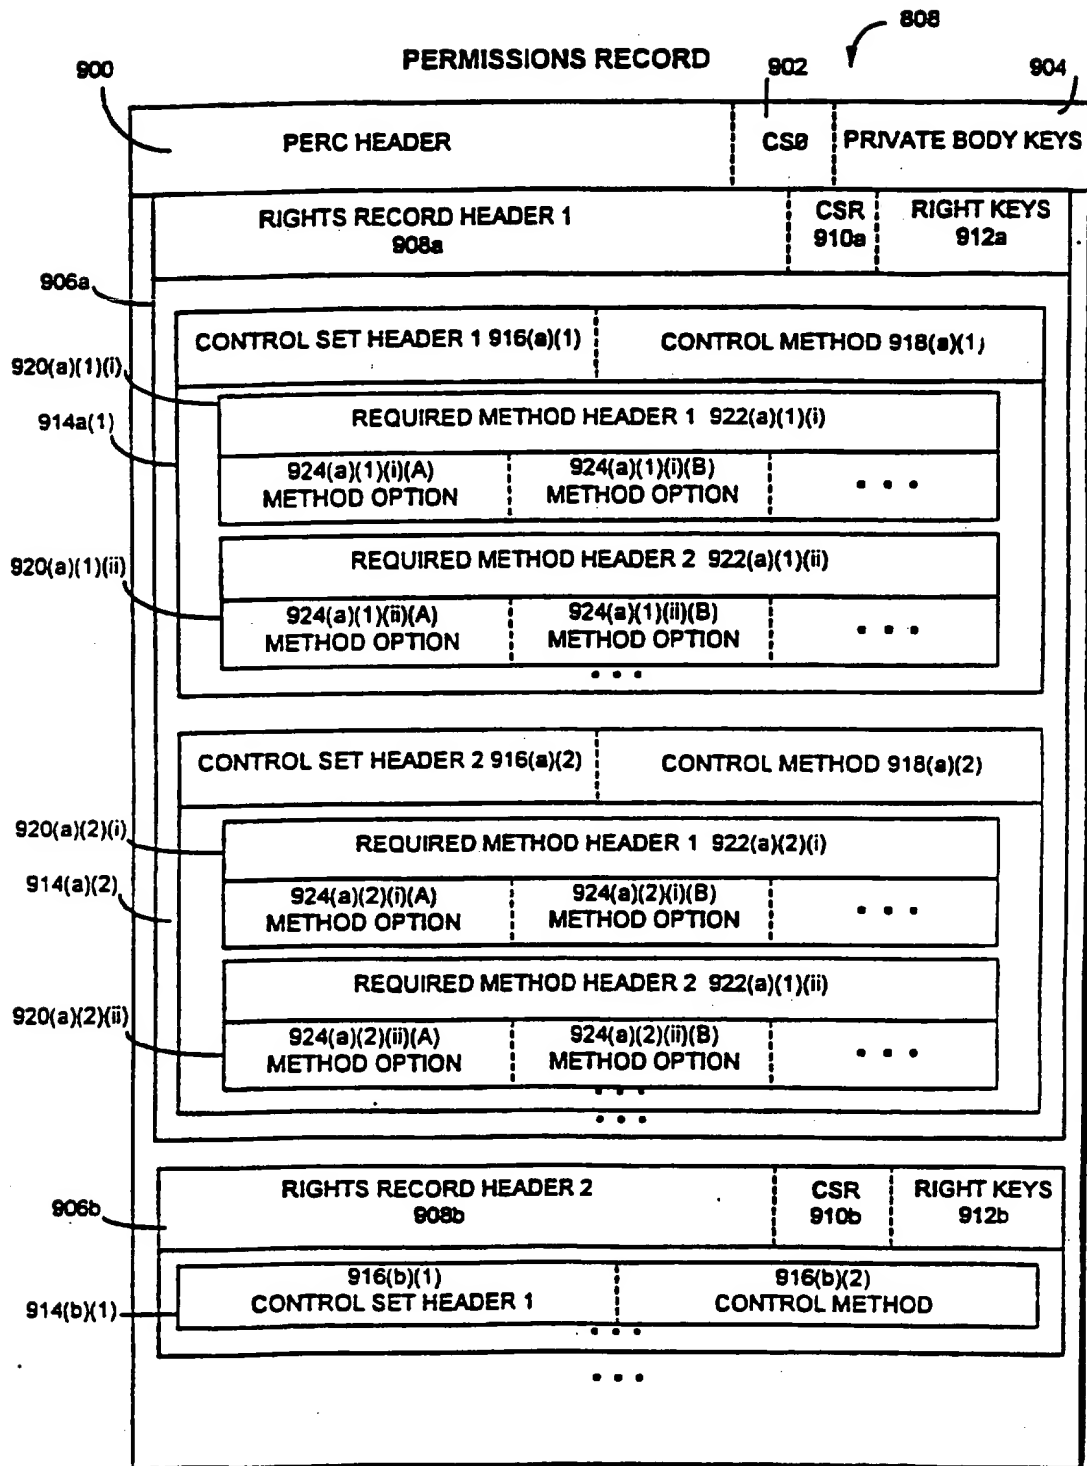 808
PERMISSIONS RECORD
900
902
904
PERC HEADER
CS0
PRIVATE BODY KEYS
RIGHTS RECORD HEADER 1
908a
CSR
910a
RIGHT KEYS
912a
906a
CONTROL SET HEADER 1 916(a)(1)
CONTROL METHOD 918(a)(1)
920(a)(1)(i)
914a(1)
REQUIRED METHOD HEADER 1 922(a)(1)(i)
924(a)(1)(i)(A)
METHOD OPTION
924(a)(1)(i)(B)
METHOD OPTION
• • •
920(a)(1)(ii)
REQUIRED METHOD HEADER 2 922(a)(1)(ii)
924(a)(1)(ii)(A)
METHOD OPTION
924(a)(1)(ii)(B)
METHOD OPTION
• • •
• • •
CONTROL SET HEADER 2 916(a)(2)
CONTROL METHOD 918(a)(2)
920(a)(2)(i)
914(a)(2)
REQUIRED METHOD HEADER 1 922(a)(2)(i)
924(a)(2)(i)(A)
METHOD OPTION
924(a)(2)(i)(B)
METHOD OPTION
• • •
920(a)(2)(ii)
REQUIRED METHOD HEADER 2 922(a)(1)(ii)
924(a)(2)(ii)(A)
METHOD OPTION
924(a)(2)(ii)(B)
METHOD OPTION
• • •
• • •
• • •
906b
RIGHTS RECORD HEADER 2
908b
CSR
910b
RIGHT KEYS
912b
914(b)(1)
916(b)(1)
CONTROL SET HEADER 1
916(b)(2)
CONTROL METHOD
• • •
• • •